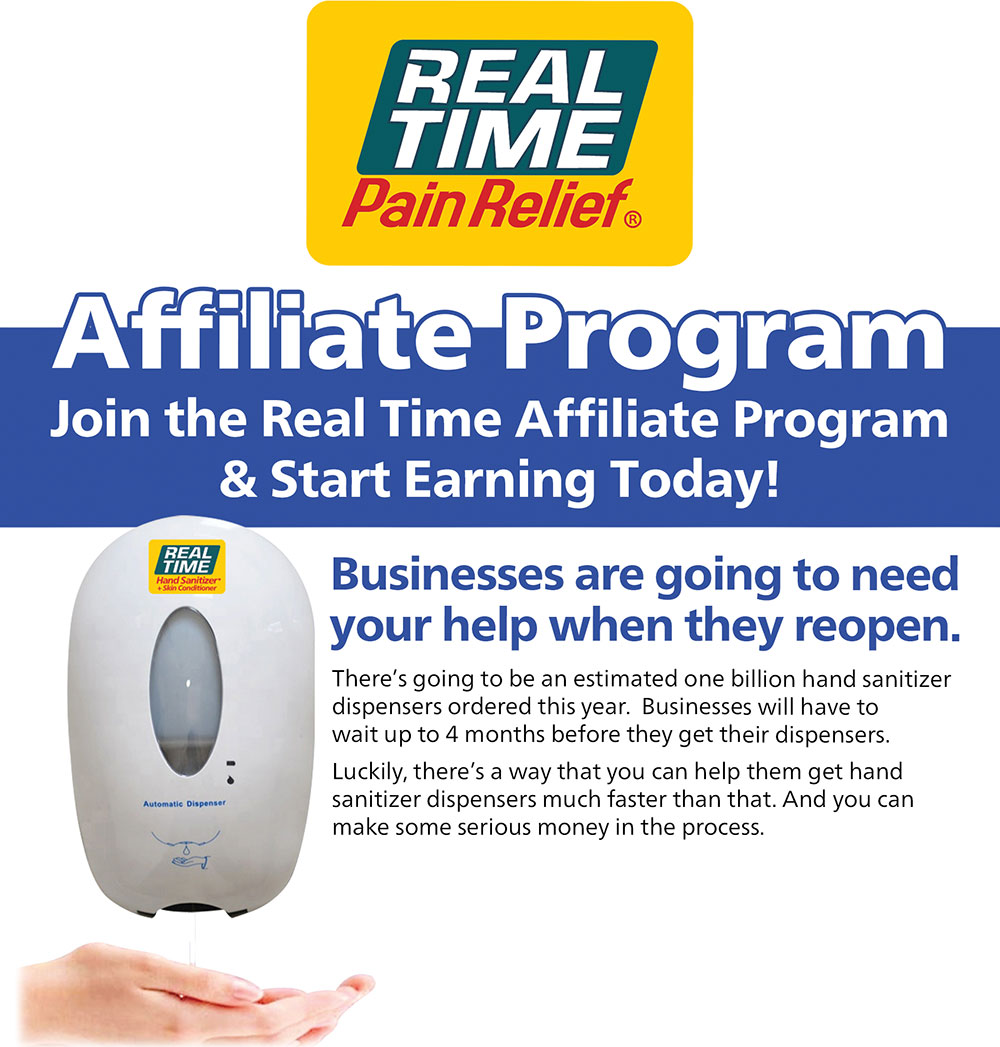 REAL
TIME
Pain Relief®
Affiliate Program
Join the Real Time Affiliate Program
& Start Earning Today!
REAL
TIME
Hand Sanitizer™
+ Skin Conditioner
Automatic Dispenser
Businesses are going to need
your help when they reopen.
There’s going to be an estimated one billion hand sanitizer
dispensers ordered this year.  Businesses will have to
wait up to 4 months before they get their dispensers.
Luckily, there’s a way that you can help them get hand
sanitizer dispensers much faster than that. And you can
make some serious money in the process.